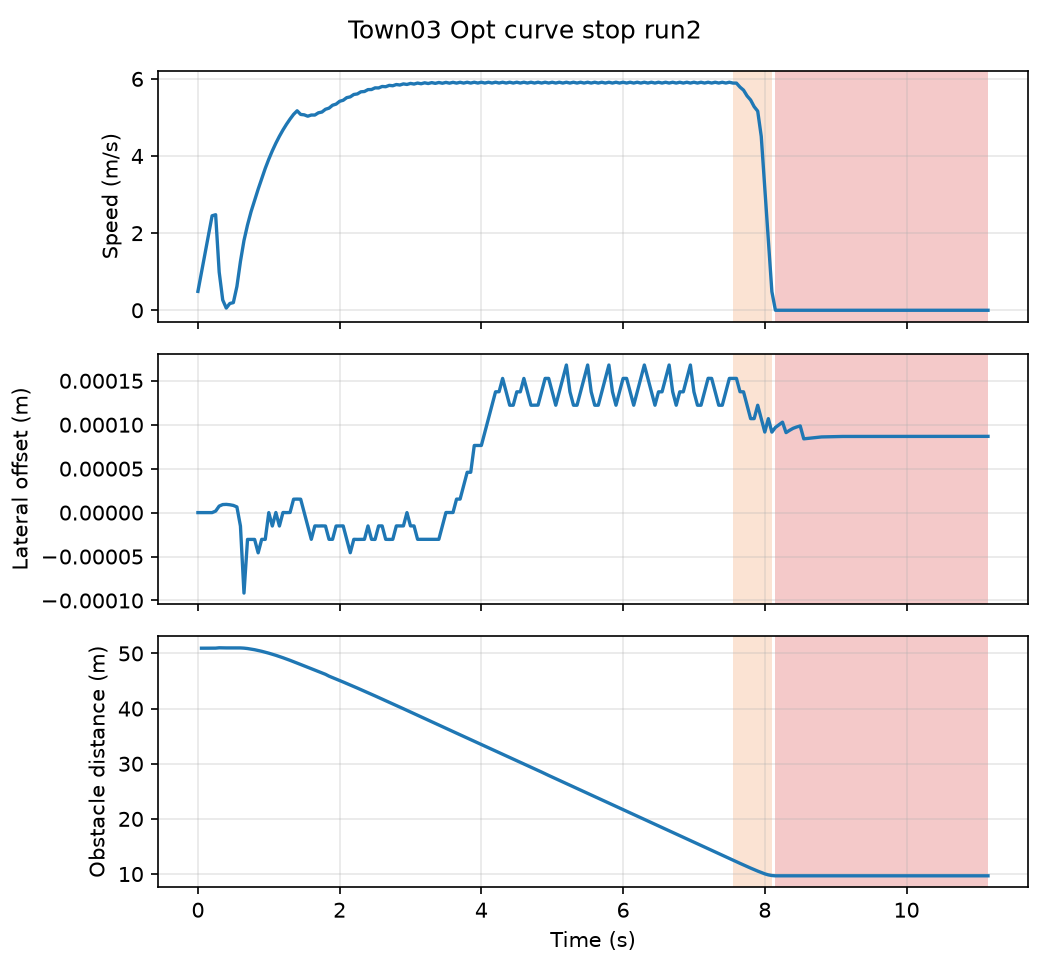 Town03 Opt curve stop run2
Speed (m/s)
6
4
2
0
Lateral offset (m)
0.00015
0.00010
0.00005
0.00000
−0.00005
−0.00010
Obstacle distance (m)
50
40
30
20
10
0 2 4 6 8 10
Time (s)